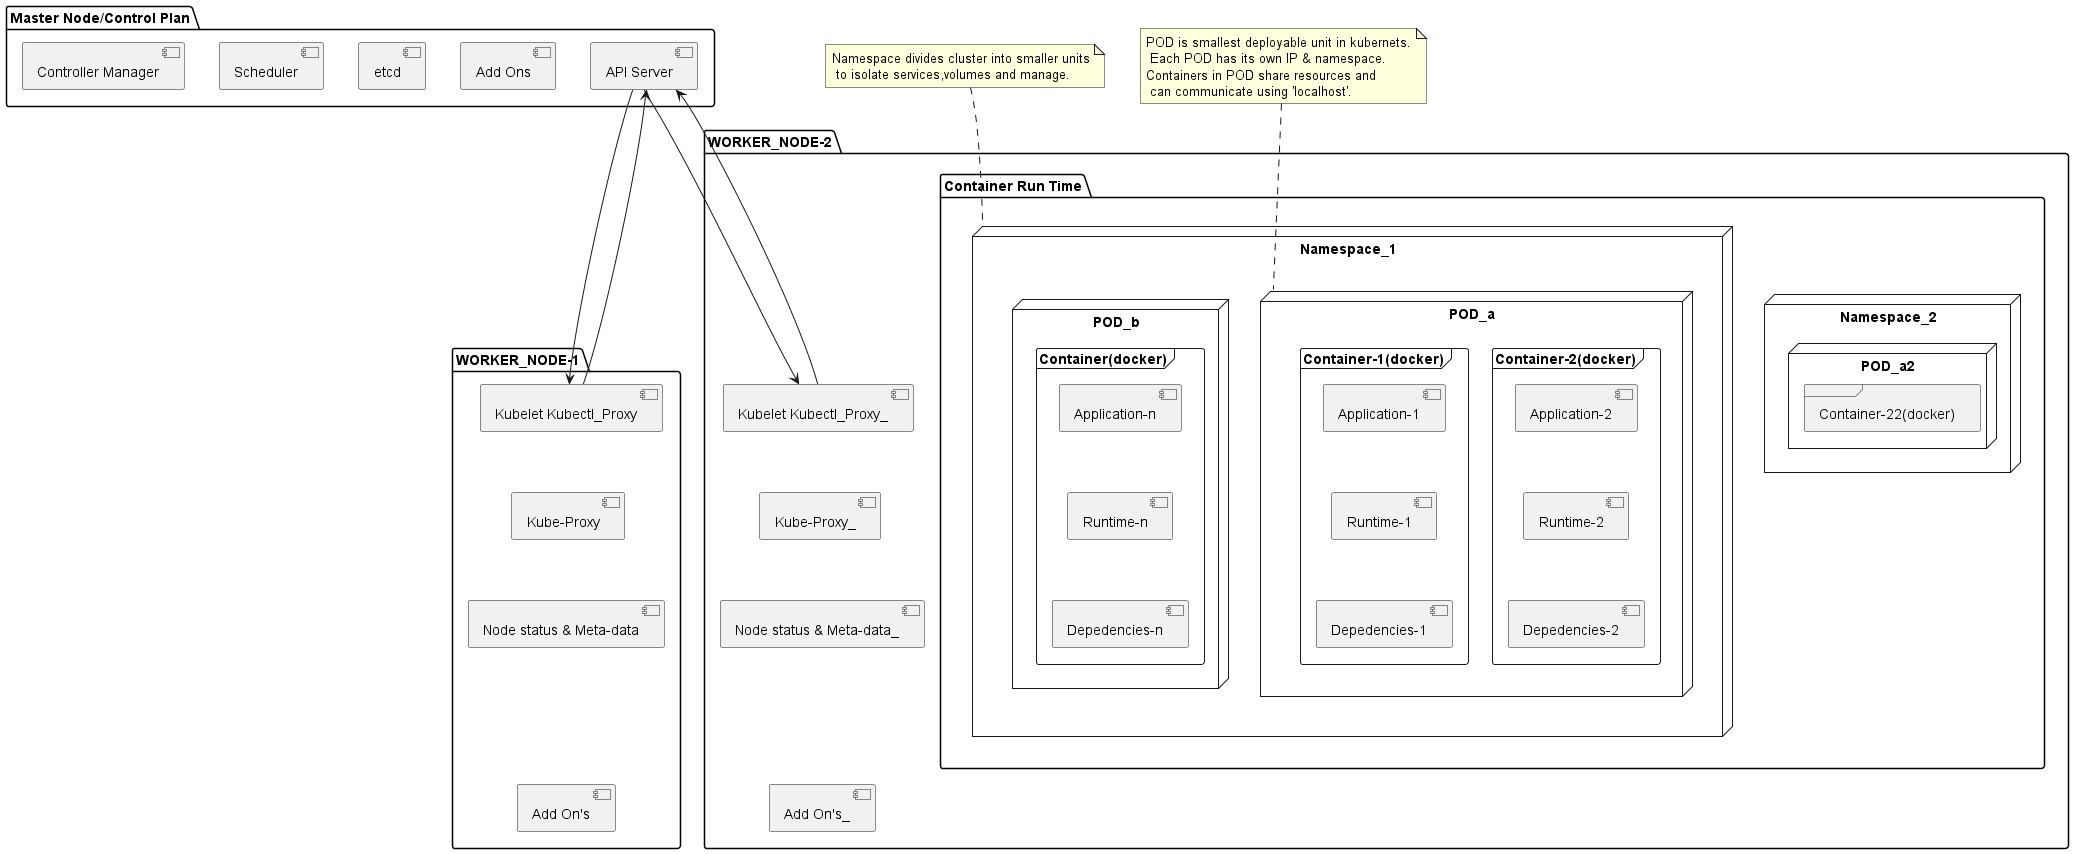 Master Node/Control Plan
Controller Manager
Scheduler
etcd
Add Ons
API Server
Namespace divides cluster into smaller units
to isolate services,volumes and manage.
POD is smallest deployable unit in kubernets.
Each POD has its own IP & namespace.
Containers in POD share resources and
can communicate using 'localhost'.
WORKER_NODE-1
Kubelet Kubectl_Proxy
Kube-Proxy
Node status & Meta-data
Add On's
WORKER_NODE-2
Kubelet Kubectl_Proxy_
Kube-Proxy_
Node status & Meta-data_
Add On's_
Container Run Time
Namespace_1
POD_b
Container(docker)
Application-n
Runtime-n
Depedencies-n
POD_a
Container-1(docker)
Application-1
Runtime-1
Depedencies-1
Container-2(docker)
Application-2
Runtime-2
Depedencies-2
Namespace_2
POD_a2
Container-22(docker)